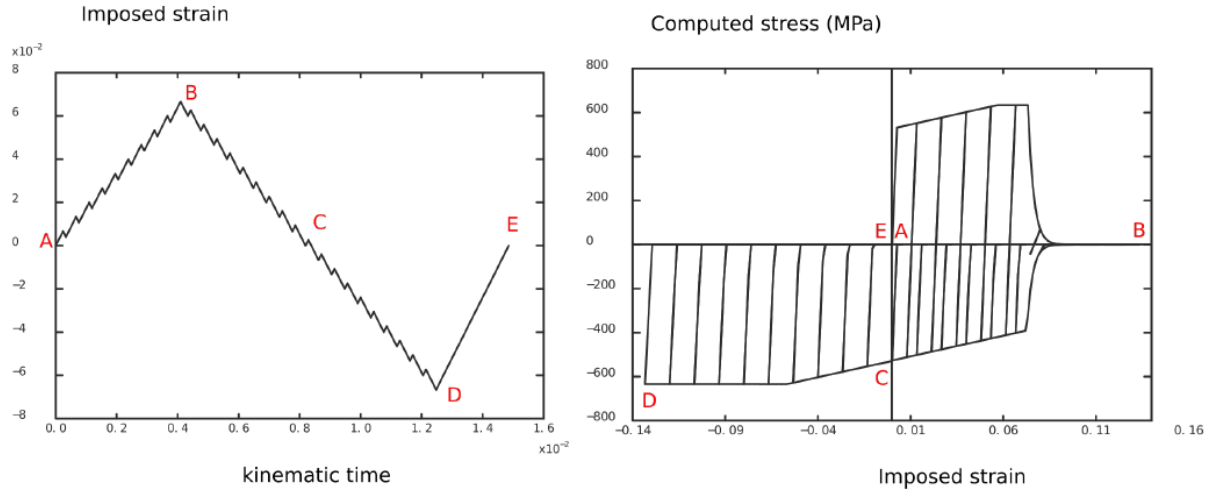 Imposed strain
x10⁻²
8
6
4
2
0
−2
−4
−6
−8
0. 0
0. 2
0. 4
0. 6
0. 8
1. 0
1. 2
1. 4
1. 6
x10⁻²
A
B
C
D
E
kinematic time
Computed stress (MPa)
800
600
400
200
0
−200
−400
−600
−800
−0.14
−0.09
−0.04
0.01
0.06
0.11
0.16
E
A
B
C
D
Imposed strain